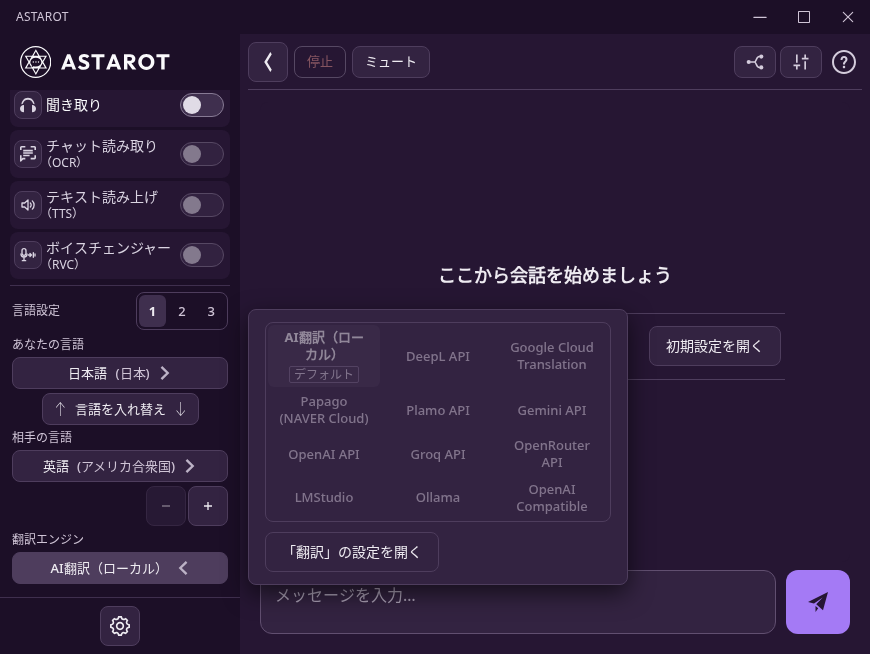 ASTAROT
ASTAROT
停止
ミュート
聞き取り
チャット読み取り
（OCR）
テキスト読み上げ
（TTS）
ボイスチェンジャー
（RVC）
言語設定
1 2 3
あなたの言語
日本語（日本）
言語を入れ替え
相手の言語
英語（アメリカ合衆国）
− +
翻訳エンジン
AI翻訳（ローカル）
ここから会話を始めましょう
初期設定を開く
AI翻訳（ロー
カル）
デフォルト
DeepL API
Google Cloud
Translation
Papago
(NAVER Cloud)
Plamo API
Gemini API
OpenAI API
Groq API
OpenRouter
API
LMStudio
Ollama
OpenAI
Compatible
「翻訳」の設定を開く
メッセージを入力...